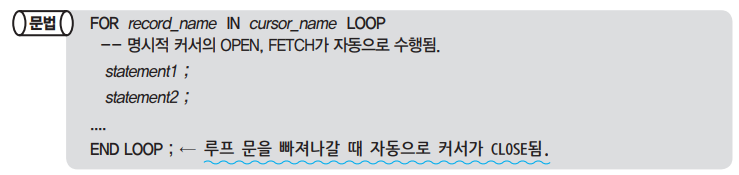 문법
FOR record_name IN cursor_name LOOP
-- 명시적 커서의 OPEN, FETCH가 자동으로 수행됨.
statement1 ;
statement2 ;
....
END LOOP ; ← 루프 문을 빠져나갈 때 자동으로 커서가 CLOSE됨.